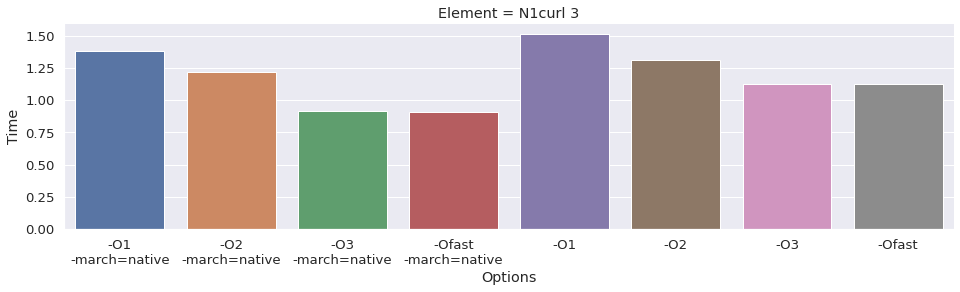 Element = N1curl 3
Time
1.50
1.25
1.00
0.75
0.50
0.25
0.00
-O1
-march=native
-O2
-march=native
-O3
-march=native
-Ofast
-march=native
-O1
-O2
-O3
-Ofast
Options